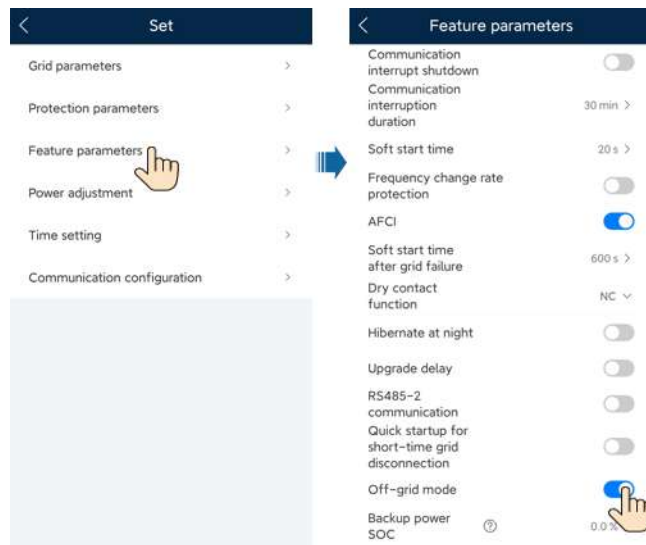 Set
Grid parameters
Protection parameters
Feature parameters
Power adjustment
Time setting
Communication configuration
Feature parameters
Communication
interrupt shutdown
Communication
interruption
duration
30 min
Soft start time
20 s
Frequency change rate
protection
AFCI
Soft start time
after grid failure
600 s
Dry contact
function
NC
Hibernate at night
Upgrade delay
RS485-2
communication
Quick startup for
short-time grid
disconnection
Off-grid mode
Backup power
SOC
?
0.0 %